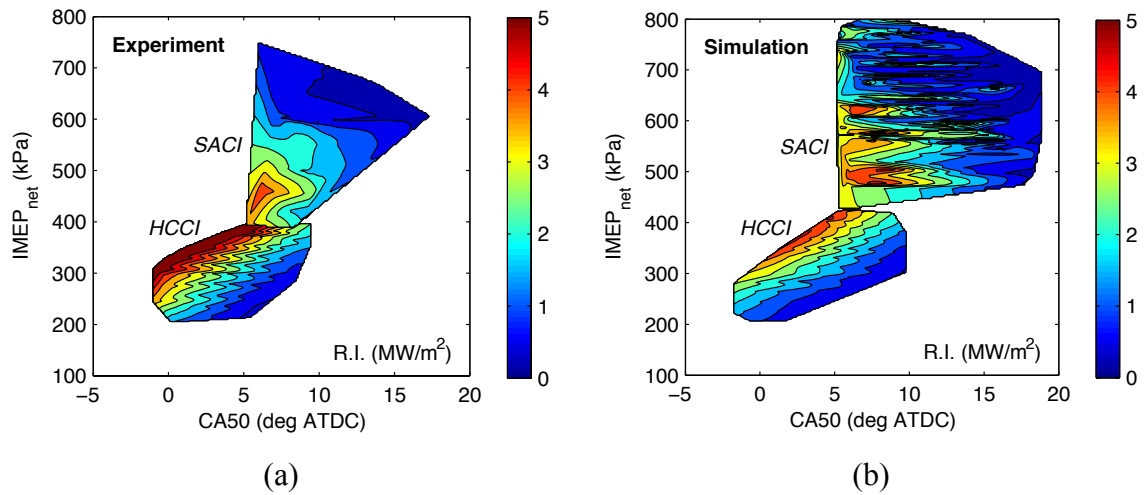 Experiment
SACI
HCCI
R.I. (MW/m²)
IMEP_net (kPa)
800
700
600
500
400
300
200
100
-5
0
5
10
15
20
CA50 (deg ATDC)
5
4
3
2
1
0
(a)
Simulation
SACI
HCCI
R.I. (MW/m²)
IMEP_net (kPa)
800
700
600
500
400
300
200
100
-5
0
5
10
15
20
CA50 (deg ATDC)
5
4
3
2
1
0
(b)